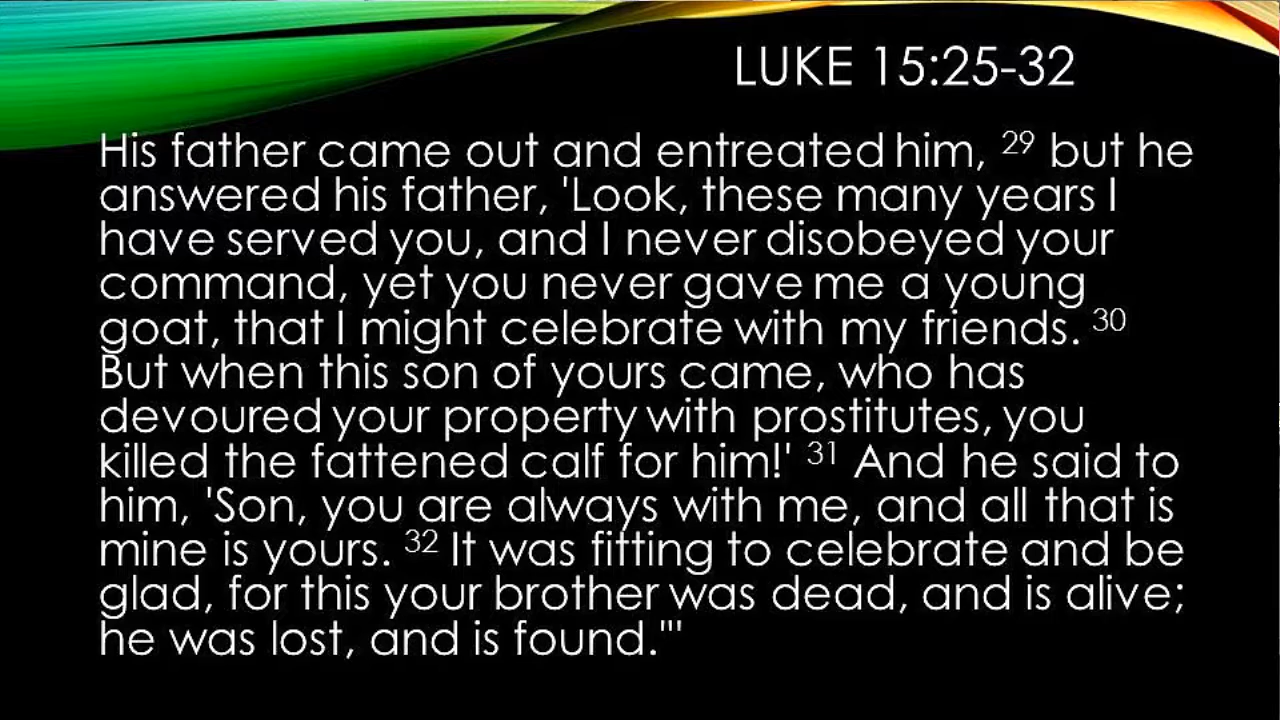 LUKE 15:25-32
His father came out and entreated him, 29 but he
answered his father, 'Look, these many years I
have served you, and I never disobeyed your
command, yet you never gave me a young
goat, that I might celebrate with my friends. 30
But when this son of yours came, who has
devoured your property with prostitutes, you
killed the fattened calf for him!' 31 And he said to
him, 'Son, you are always with me, and all that is
mine is yours. 32 It was fitting to celebrate and be
glad, for this your brother was dead, and is alive;
he was lost, and is found.'"